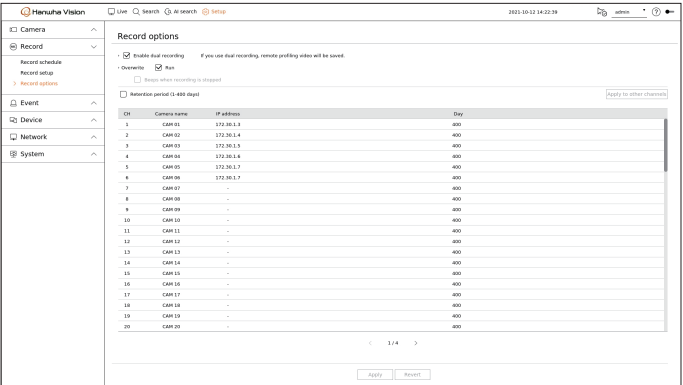 Hanwha Vision
Live Search AI search Setup 2021-10-12 14:22:39 admin
Camera
Record
Record schedule
Record setup
> Record options
Event
Device
Network
System
Record options
Enable dual recording If you use dual recording, remote profiling video will be saved.
Overwrite Run
Beeps when recording is stopped
Retention period (1-400 days) Apply to other channels
CH Camera name IP address Day
1 CAM 01 172.30.1.3 400
2 CAM 02 172.30.1.4 400
3 CAM 03 172.30.1.5 400
4 CAM 04 172.30.1.6 400
5 CAM 05 172.30.1.7 400
6 CAM 06 172.30.1.7 400
7 CAM 07 - 400
8 CAM 08 - 400
9 CAM 09 - 400
10 CAM 10 - 400
11 CAM 11 - 400
12 CAM 12 - 400
13 CAM 13 - 400
14 CAM 14 - 400
15 CAM 15 - 400
16 CAM 16 - 400
17 CAM 17 - 400
18 CAM 18 - 400
19 CAM 19 - 400
20 CAM 20 - 400
< 1 / 4 >
Apply Revert